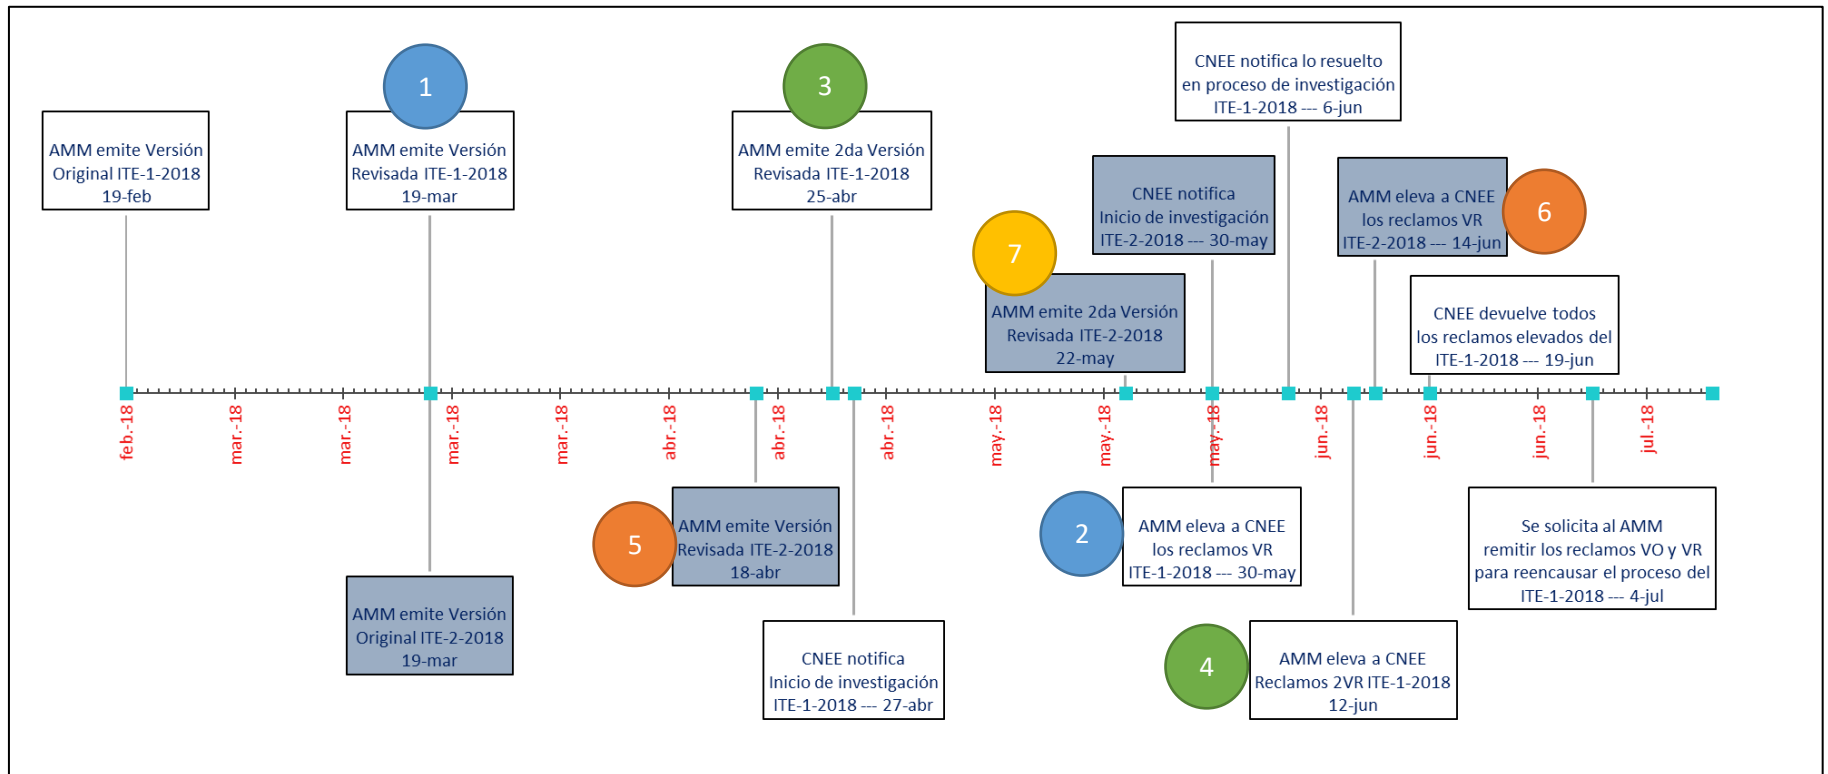 1
AMM emite Versión
Original ITE-1-2018
19-feb
AMM emite Versión
Revisada ITE-1-2018
19-mar
3
AMM emite 2da Versión
Revisada ITE-1-2018
25-abr
CNEE notifica lo resuelto
en proceso de investigación
ITE-1-2018 --- 6-jun
CNEE notifica
Inicio de investigación
ITE-2-2018 --- 30-may
7
AMM emite 2da Versión
Revisada ITE-2-2018
22-may
AMM eleva a CNEE
los reclamos VR
ITE-2-2018 --- 14-jun
6
CNEE devuelve todos
los reclamos elevados del
ITE-1-2018 --- 19-jun
feb.-18
mar.-18
mar.-18
mar.-18
mar.-18
abr.-18
abr.-18
abr.-18
may.-18
may.-18
may.-18
jun.-18
jun.-18
jun.-18
jul.-18
AMM emite Versión
Original ITE-2-2018
19-mar
5
AMM emite Versión
Revisada ITE-2-2018
18-abr
CNEE notifica
Inicio de investigación
ITE-1-2018 --- 27-abr
2
AMM eleva a CNEE
los reclamos VR
ITE-1-2018 --- 30-may
4
AMM eleva a CNEE
Reclamos 2VR ITE-1-2018
12-jun
Se solicita al AMM
remitir los reclamos VO y VR
para reencausar el proceso del
ITE-1-2018 --- 4-jul